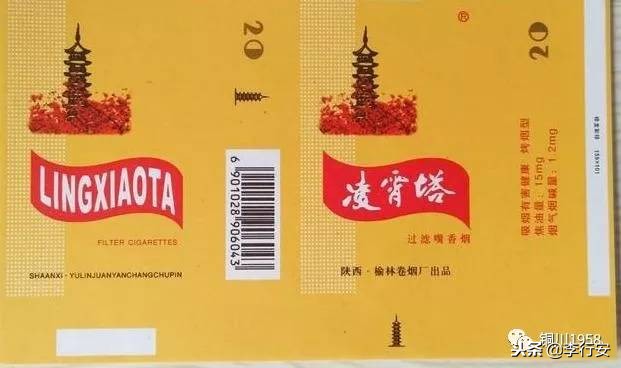 20
LINGXIAOTA
FILTER CIGARETTES
SHAANXI·YULINJUANYANCHANGCHUPIN
6 901028 906043
®
凌霄塔
过滤嘴香烟
陕西·榆林卷烟厂出品
20
吸烟有害健康 烤烟型
焦油量：15mg
烟气烟碱量：1.2mg
155×101
铜川1958
头条@李行安